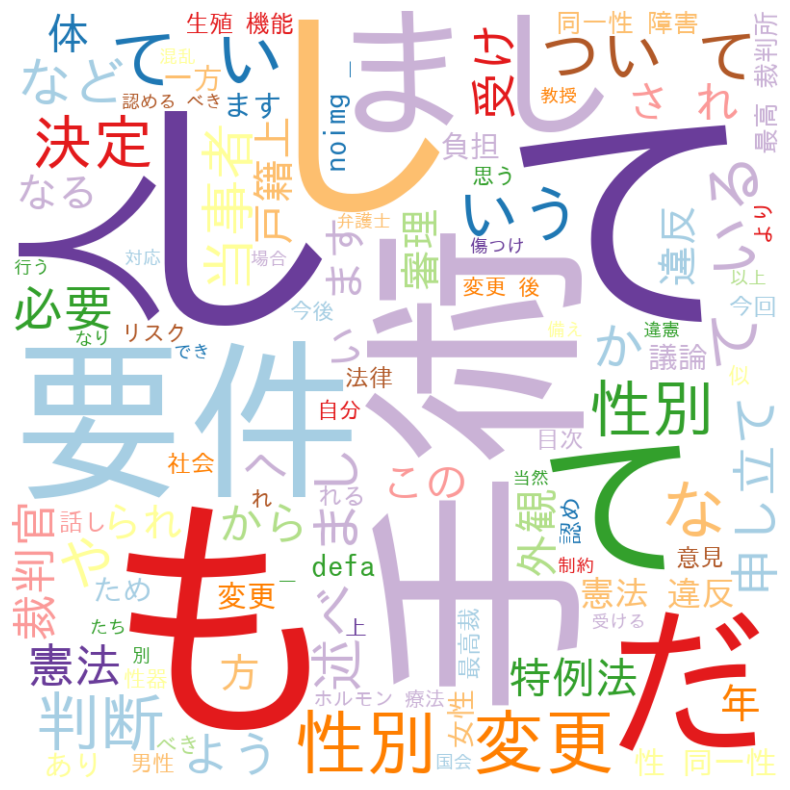 体
てい
生殖 機能
混乱
しまし
同一性 障害
ついて
など
一方
認める べき
ます
noimg _
受け
教授
され
最高 裁判所
決定
当事者
戸籍上
負担
思う
なる
人
し
て
いう
いる
より
弁護士
傷つけ
審理
違反
行う
対応
場合
ます
変更 後
以上
必要
今後
い
か
て
今回
なり
リスク
でき
備え
違憲
要件
手術
法律
議論
似
自分
性別
目次
社会
へ
この
て
申し立て
れ
れる
まし
当然
裁判官
話し
られ
から
外観
認め
な
や
defa
意見
ため
変更
_
述べ
制約
憲法 違反
も
だ
たち
上
最高裁
受ける
憲法
別
性器
方
ホルモン 療法
特例法
年
判断
べき
よう
性別
女性
変更
あり
男性
国会
性 同一性